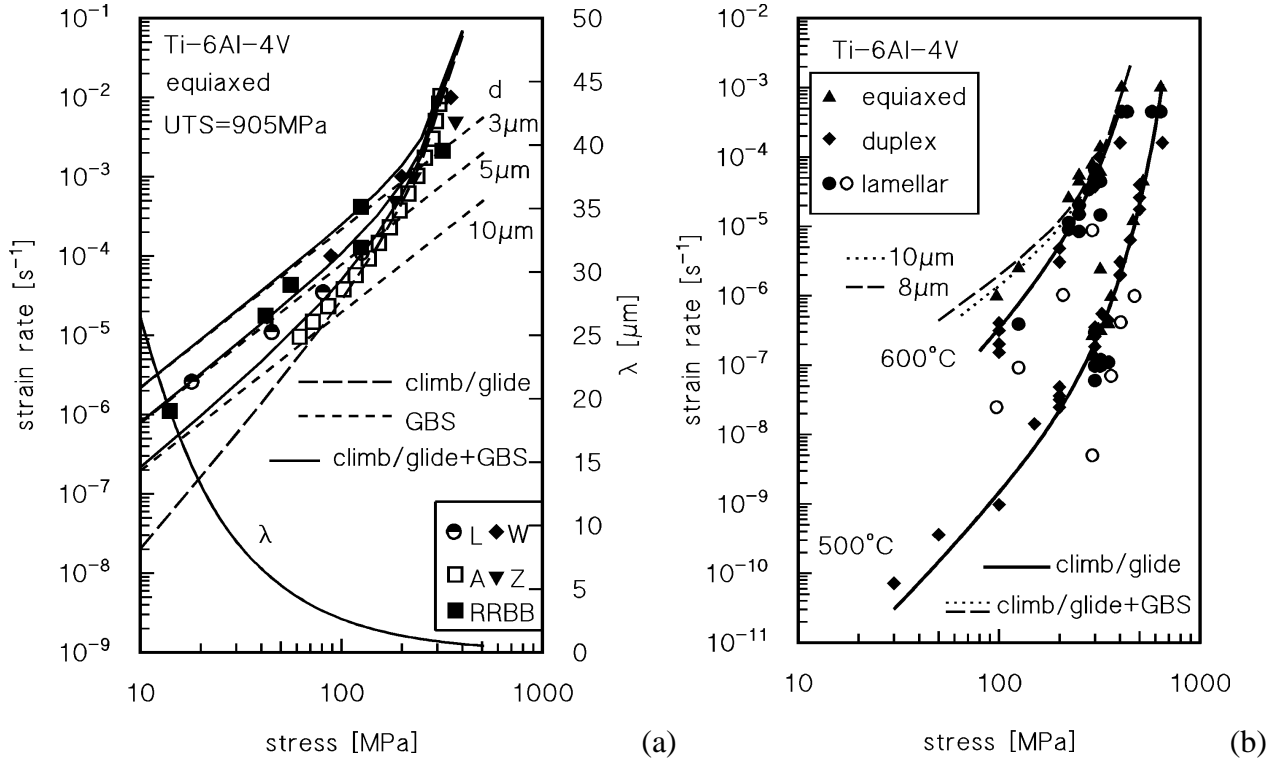 10⁻¹
10⁻²
10⁻³
10⁻⁴
10⁻⁵
10⁻⁶
10⁻⁷
10⁻⁸
10⁻⁹
strain rate [s⁻¹]
Ti-6Al-4V
equiaxed
UTS=905MPa
d
3µm
5µm
10µm
climb/glide
GBS
climb/glide+GBS
λ
L W
A Z
RRBB
50
45
40
35
30
25
20
15
10
5
0
λ [µm]
10 100 1000
stress [MPa]
(a)
10⁻²
10⁻³
10⁻⁴
10⁻⁵
10⁻⁶
10⁻⁷
10⁻⁸
10⁻⁹
10⁻¹⁰
10⁻¹¹
strain rate [s⁻¹]
Ti-6Al-4V
equiaxed
duplex
lamellar
10µm
8µm
600°C
500°C
climb/glide
climb/glide+GBS
10 100 1000
stress [MPa]
(b)